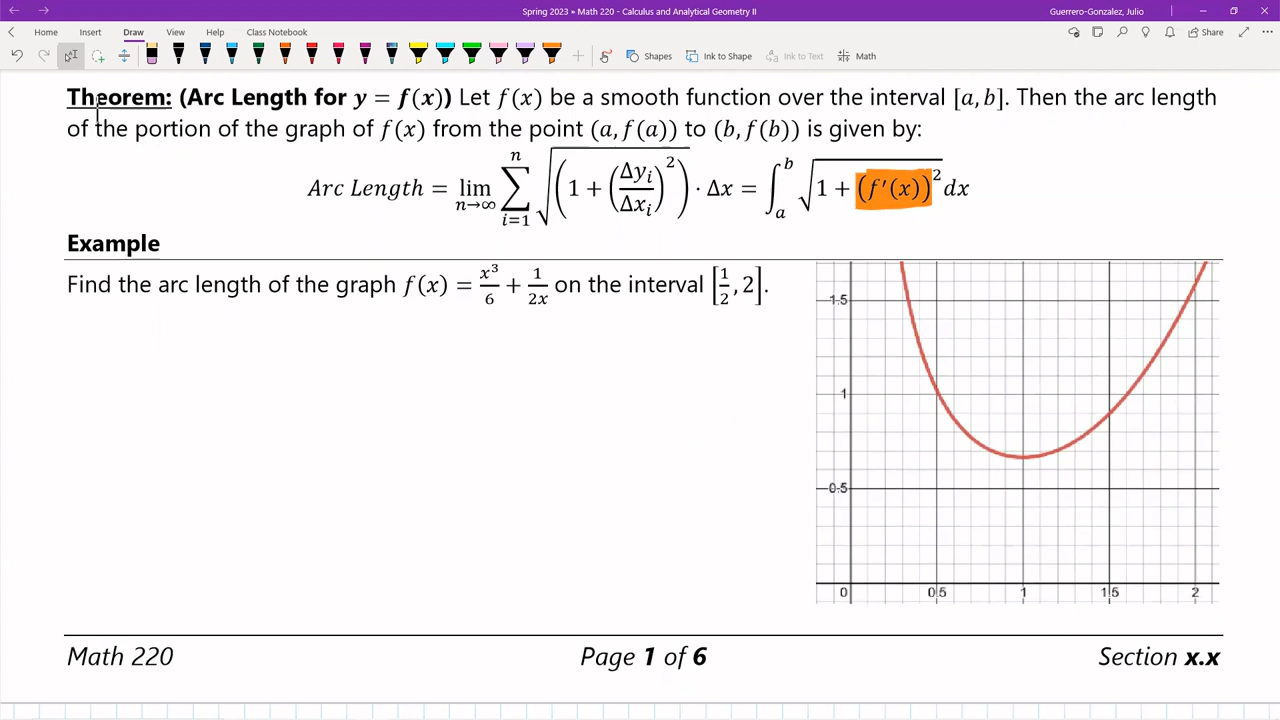 Spring 2023 » Math 220 - Calculus and Analytical Geometry II
Guerrero-Gonzalez, Julio
Home Insert Draw View Help Class Notebook
Share
Shapes Ink to Shape Ink to Text Math
Theorem: (Arc Length for y = f(x)) Let f(x) be a smooth function over the interval [a, b]. Then the arc length
of the portion of the graph of f(x) from the point (a, f(a)) to (b, f(b)) is given by:
Arc Length = lim_{n→∞} ∑_{i=1}^{n} √(1 + (Δy_i/Δx_i)^2) · Δx = ∫_a^b √1 + (f'(x))^2 dx
Example
Find the arc length of the graph f(x) = x^3/6 + 1/2x on the interval [1/2, 2].
1.5
1
0.5
0 0.5 1 1.5 2
Math 220 Page 1 of 6 Section x.x